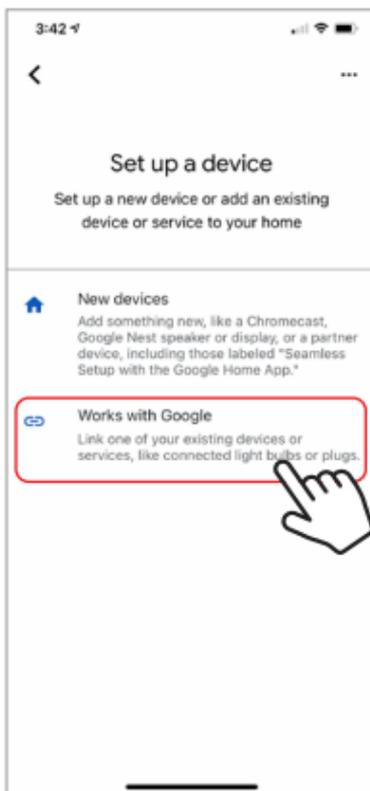 3:42
...
Set up a device
Set up a new device or add an existing
device or service to your home
New devices
Add something new, like a Chromecast,
Google Nest speaker or display, or a partner
device, including those labeled "Seamless
Setup with the Google Home App."
Works with Google
Link one of your existing devices or
services, like connected light bulbs or plugs.